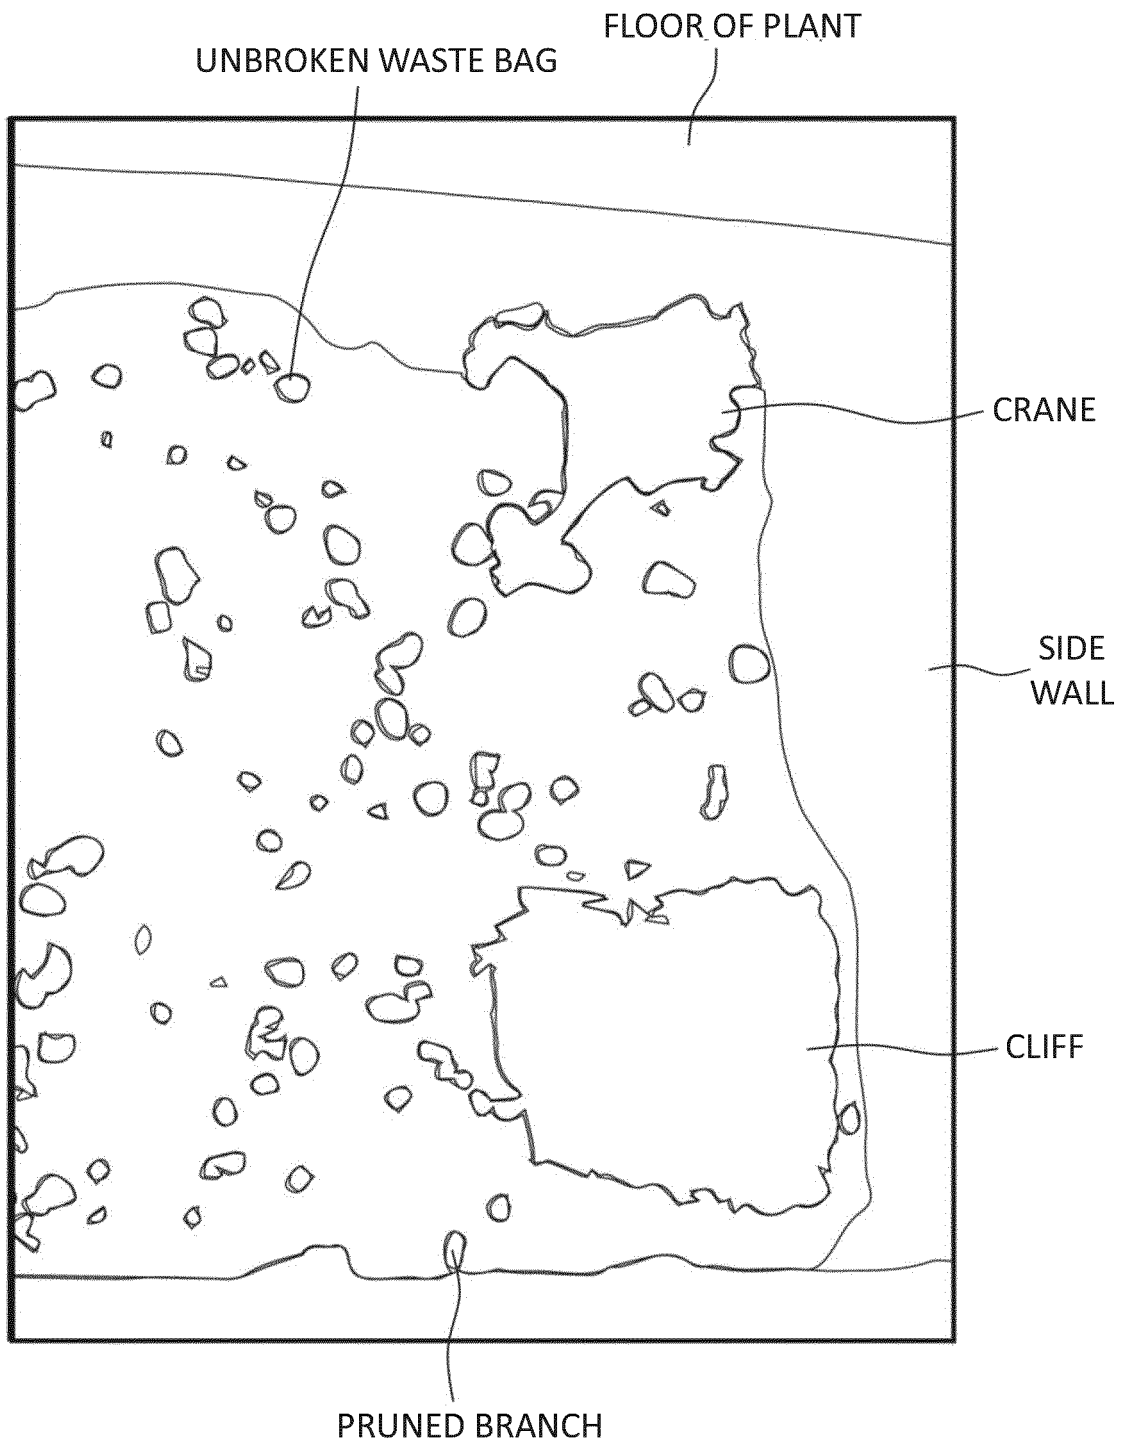 FLOOR OF PLANT
UNBROKEN WASTE BAG
CRANE
SIDE
WALL
CLIFF
PRUNED BRANCH